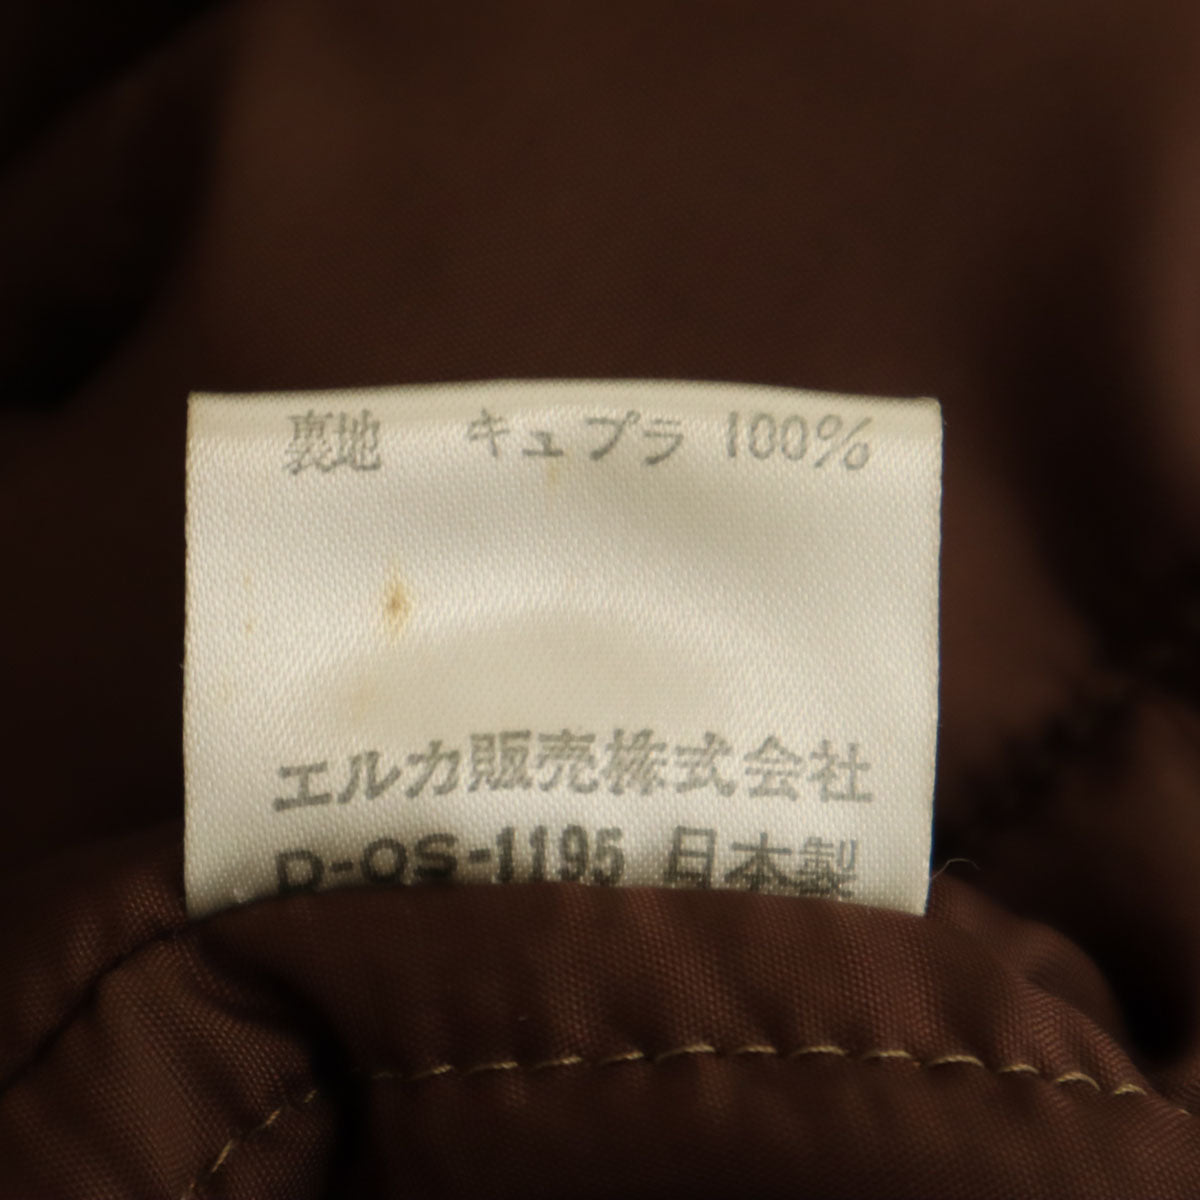 裏地 キュプラ 100%
エルカ販売株式会社
D-OS-1195 日本製